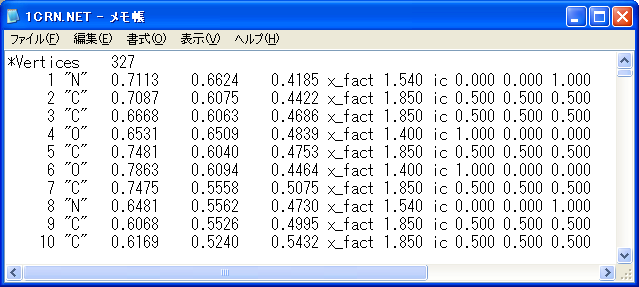 1CRN.NET - メモ帳
ファイル(F) 編集(E) 書式(O) 表示(V) ヘルプ(H)
*Vertices 327
1 "N" 0.7113 0.6624 0.4185 x_fact 1.540 ic 0.000 0.000 1.000
2 "C" 0.7087 0.6075 0.4422 x_fact 1.850 ic 0.500 0.500 0.500
3 "C" 0.6668 0.6063 0.4686 x_fact 1.850 ic 0.500 0.500 0.500
4 "O" 0.6531 0.6509 0.4839 x_fact 1.400 ic 1.000 0.000 0.000
5 "C" 0.7481 0.6040 0.4753 x_fact 1.850 ic 0.500 0.500 0.500
6 "O" 0.7863 0.6094 0.4464 x_fact 1.400 ic 1.000 0.000 0.000
7 "C" 0.7475 0.5558 0.5075 x_fact 1.850 ic 0.500 0.500 0.500
8 "N" 0.6481 0.5562 0.4730 x_fact 1.540 ic 0.000 0.000 1.000
9 "C" 0.6068 0.5526 0.4995 x_fact 1.850 ic 0.500 0.500 0.500
10 "C" 0.6169 0.5240 0.5432 x_fact 1.850 ic 0.500 0.500 0.500